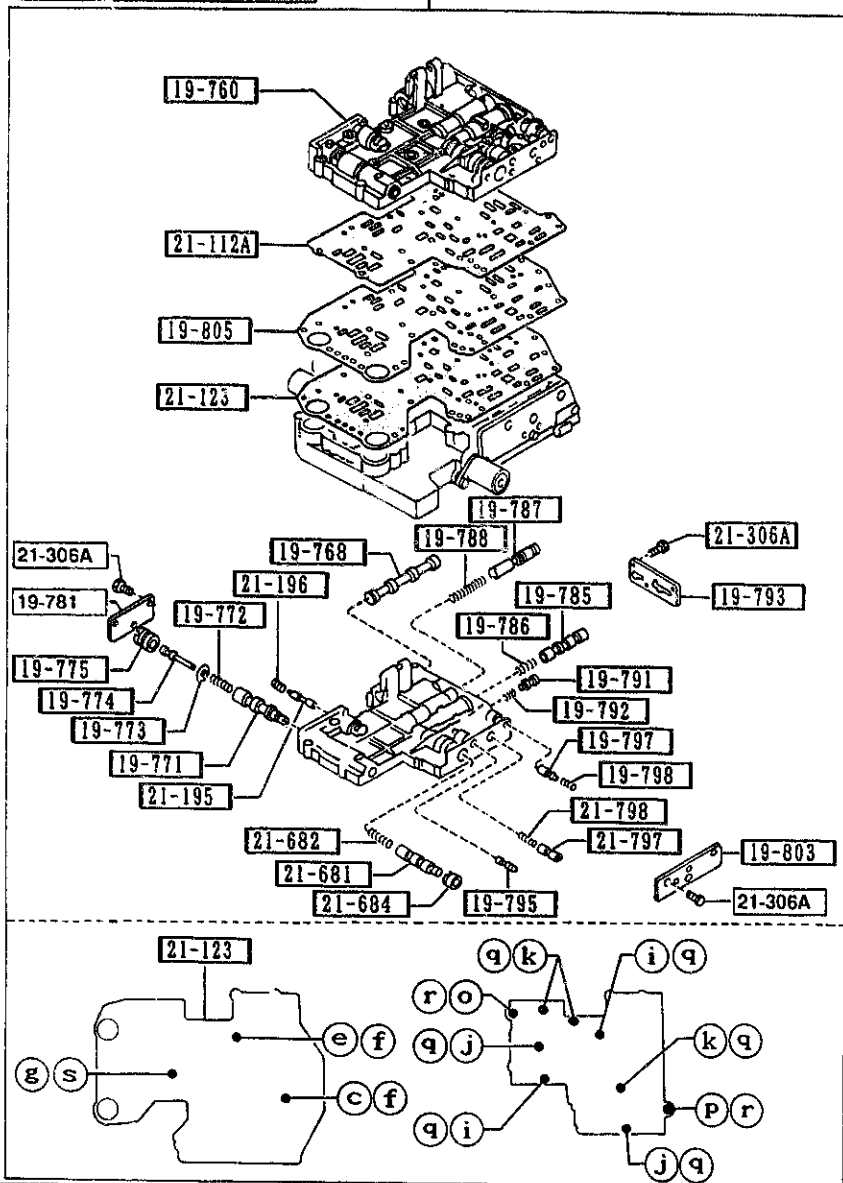 19-760
21-112A
19-805
21-123
19-787
19-788
19-768
21-306A
21-306A
21-196
19-785
19-793
19-781
19-772
19-786
19-775
19-791
19-774
19-792
19-773
19-797
19-771
19-798
21-195
21-798
21-682
21-797
19-803
21-681
21-684
19-795
21-306A
21-123
q k
i q
r o
e f
q j
k q
g s
c f
p r
q i
j q